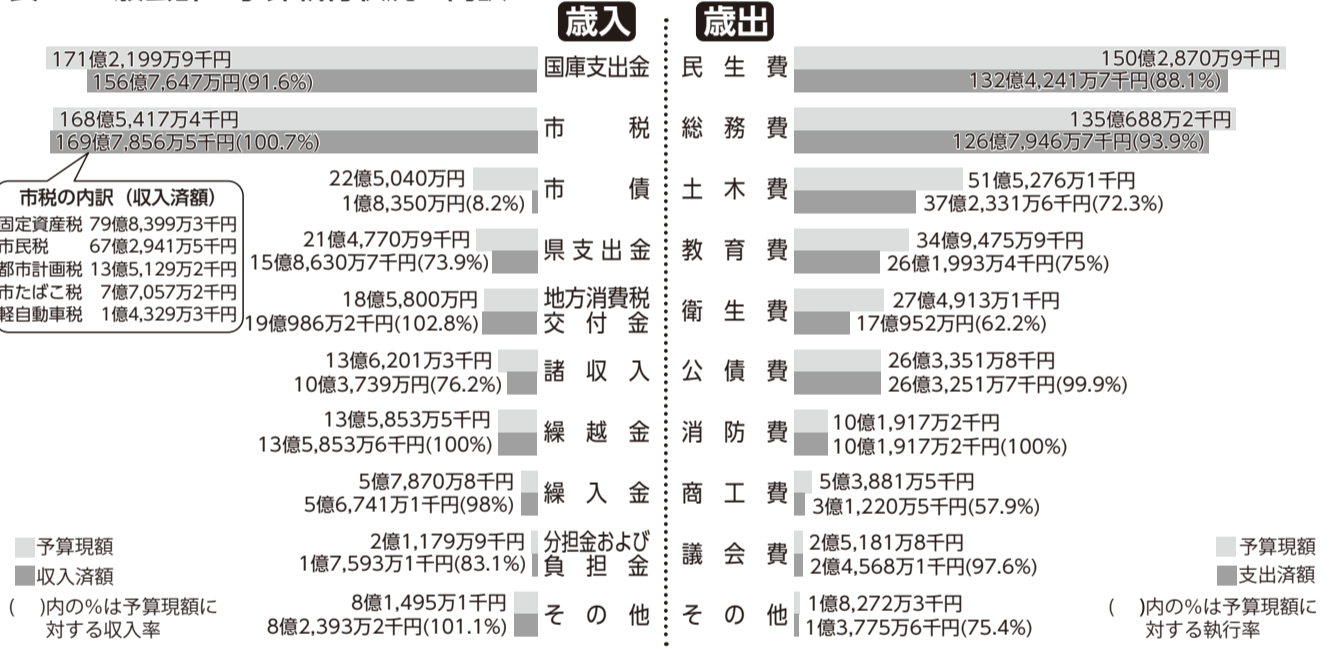 歳入
171億2,199万9千円
156億7,647万円(91.6%)
国庫支出金
168億5,417万4千円
169億7,856万5千円(100.7%)
市税
市税の内訳（収入済額）
固定資産税 79億8,399万3千円
市民税 67億2,941万5千円
都市計画税 13億5,129万2千円
市たばこ税 7億7,057万2千円
軽自動車税 1億4,329万3千円
22億5,040万円
1億8,350万円(8.2%)
市債
21億4,770万9千円
15億8,630万7千円(73.9%)
県支出金
18億5,800万円
19億986万2千円(102.8%)
地方消費税
交付金
13億6,201万3千円
10億3,739万円(76.2%)
諸収入
13億5,853万5千円
13億5,853万6千円(100%)
繰越金
5億7,870万8千円
5億6,741万1千円(98%)
繰入金
2億1,179万9千円
1億7,593万1千円(83.1%)
分担金および
負担金
8億1,495万1千円
8億2,393万2千円(101.1%)
その他
予算現額
収入済額
( )内の%は予算現額に
対する収入率
歳出
民生費
150億2,870万9千円
132億4,241万7千円(88.1%)
総務費
135億688万2千円
126億7,946万7千円(93.9%)
土木費
51億5,276万1千円
37億2,331万6千円(72.3%)
教育費
34億9,475万9千円
26億1,993万4千円(75%)
衛生費
27億4,913万1千円
17億952万円(62.2%)
公債費
26億3,351万8千円
26億3,251万7千円(99.9%)
消防費
10億1,917万2千円
10億1,917万2千円(100%)
商工費
5億3,881万5千円
3億1,220万5千円(57.9%)
議会費
2億5,181万8千円
2億4,568万1千円(97.6%)
その他
1億8,272万3千円
1億3,775万6千円(75.4%)
予算現額
支出済額
( )内の%は予算現額に
対する執行率